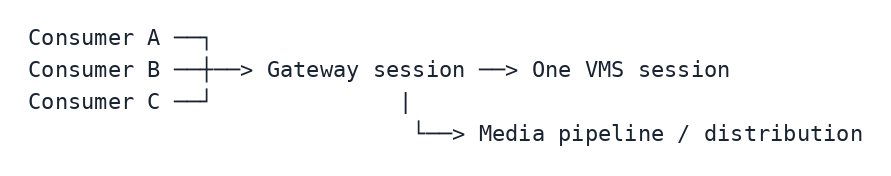 Consumer A ──┐
Consumer B ──┼──> Gateway session ──> One VMS session
Consumer C ──┘              |
                             └──> Media pipeline / distribution